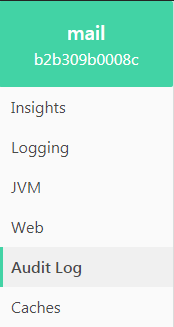 mail
b2b309b0008c
Insights
Logging
JVM
Web
Audit Log
Caches